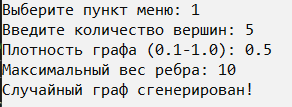 Выберите пункт меню: 1
Введите количество вершин: 5
Плотность графа (0.1-1.0): 0.5
Максимальный вес ребра: 10
Случайный граф сгенерирован!